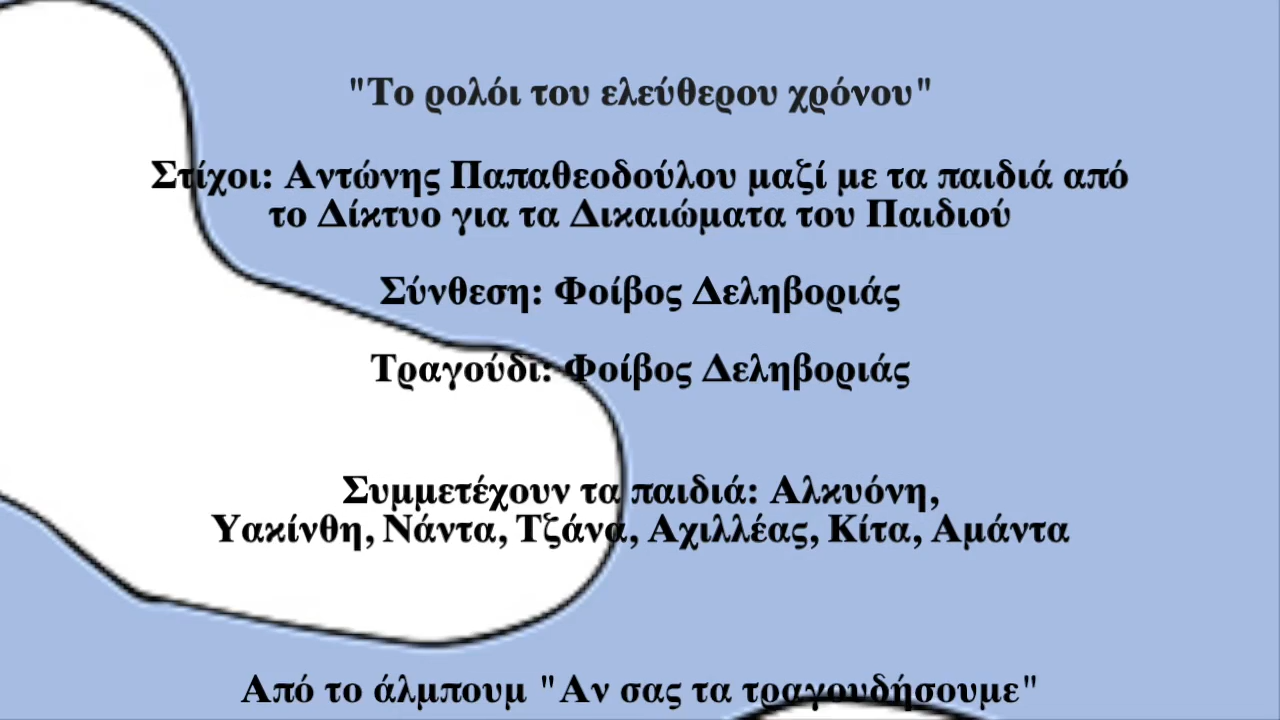 "Το ρολόι του ελεύθερου χρόνου"
Στίχοι: Αντώνης Παπαθεοδούλου μαζί με τα παιδιά από
το Δίκτυο για τα Δικαιώματα του Παιδιού
Σύνθεση: Φοίβος Δεληβοριάς
Τραγούδι: Φοίβος Δεληβοριάς
Συμμετέχουν τα παιδιά: Αλκυόνη,
Υακίνθη, Νάντα, Τζάνα, Αχιλλέας, Κίτα, Αμάντα
Από το άλμπουμ "Αν σας τα τραγουδήσουμε"